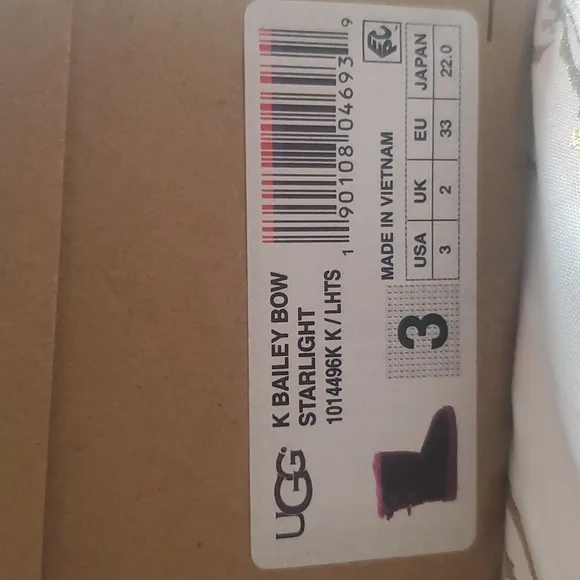 UGG
K BAILEY BOW
STARLIGHT
1014496K K / LHTS
1 90108 04693 9
MADE IN VIETNAM
3
USA UK EU JAPAN
3 2 33 22.0